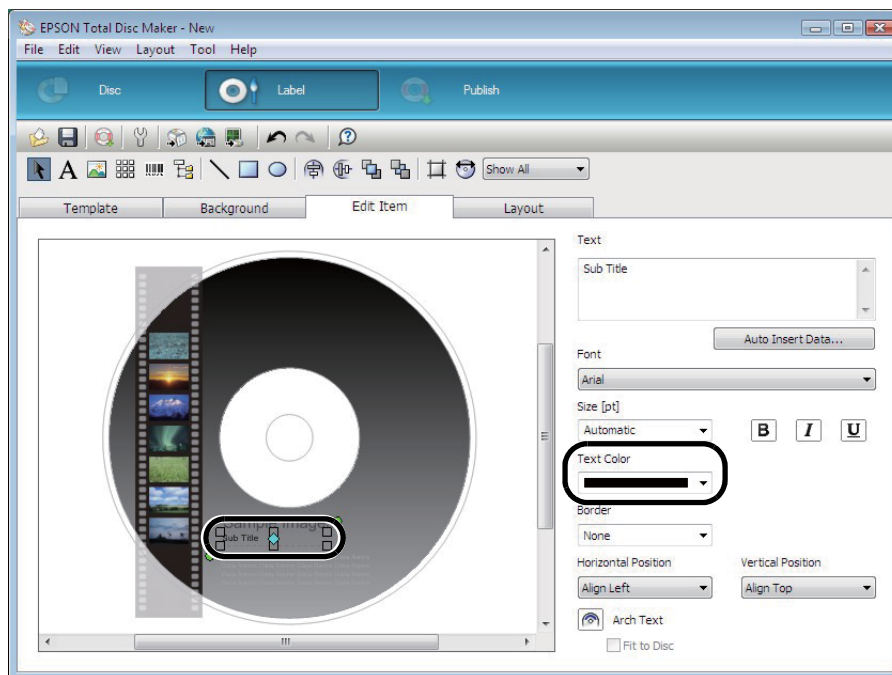 EPSON Total Disc Maker - New
File Edit View Layout Tool Help
Disc Label Publish
A Show All
Template Background Edit Item Layout
Text
Sub Title
Auto Insert Data...
Font
Arial
Size [pt]
Automatic B I U
Text Color
Border
None
Horizontal Position Vertical Position
Align Left Align Top
Arch Text
Fit to Disc
Sample Image
Sub Title